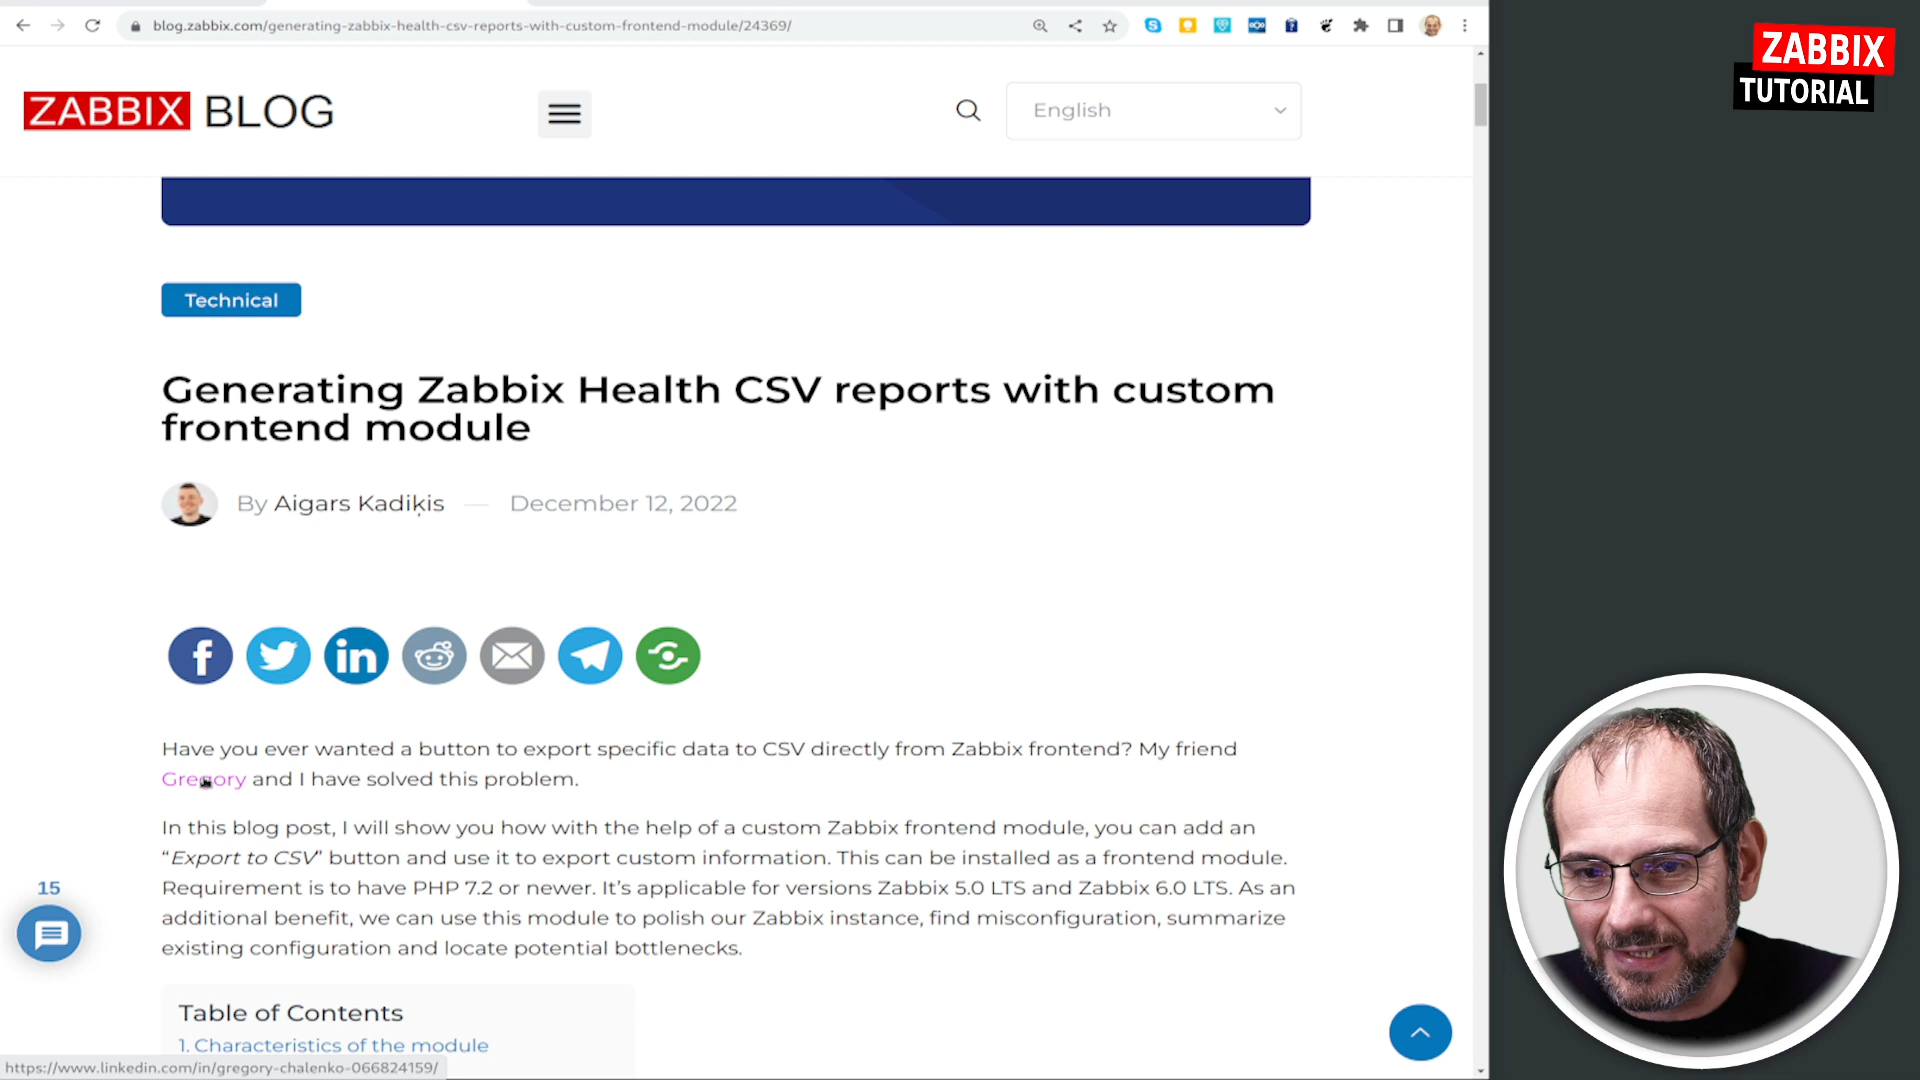 blog.zabbix.com/generating-zabbix-health-csv-reports-with-custom-frontend-module/24369/
ZABBIX
TUTORIAL
ZABBIX BLOG
English
Technical
Generating Zabbix Health CSV reports with custom
frontend module
By Aigars Kadiķis — December 12, 2022
Have you ever wanted a button to export specific data to CSV directly from Zabbix frontend? My friend
Gregory and I have solved this problem.
In this blog post, I will show you how with the help of a custom Zabbix frontend module, you can add an
“Export to CSV” button and use it to export custom information. This can be installed as a frontend module.
Requirement is to have PHP 7.2 or newer. It’s applicable for versions Zabbix 5.0 LTS and Zabbix 6.0 LTS. As an
additional benefit, we can use this module to polish our Zabbix instance, find misconfiguration, summarize
existing configuration and locate potential bottlenecks.
15
Table of Contents
1. Characteristics of the module
https://www.linkedin.com/in/gregory-chalenko-066824159/